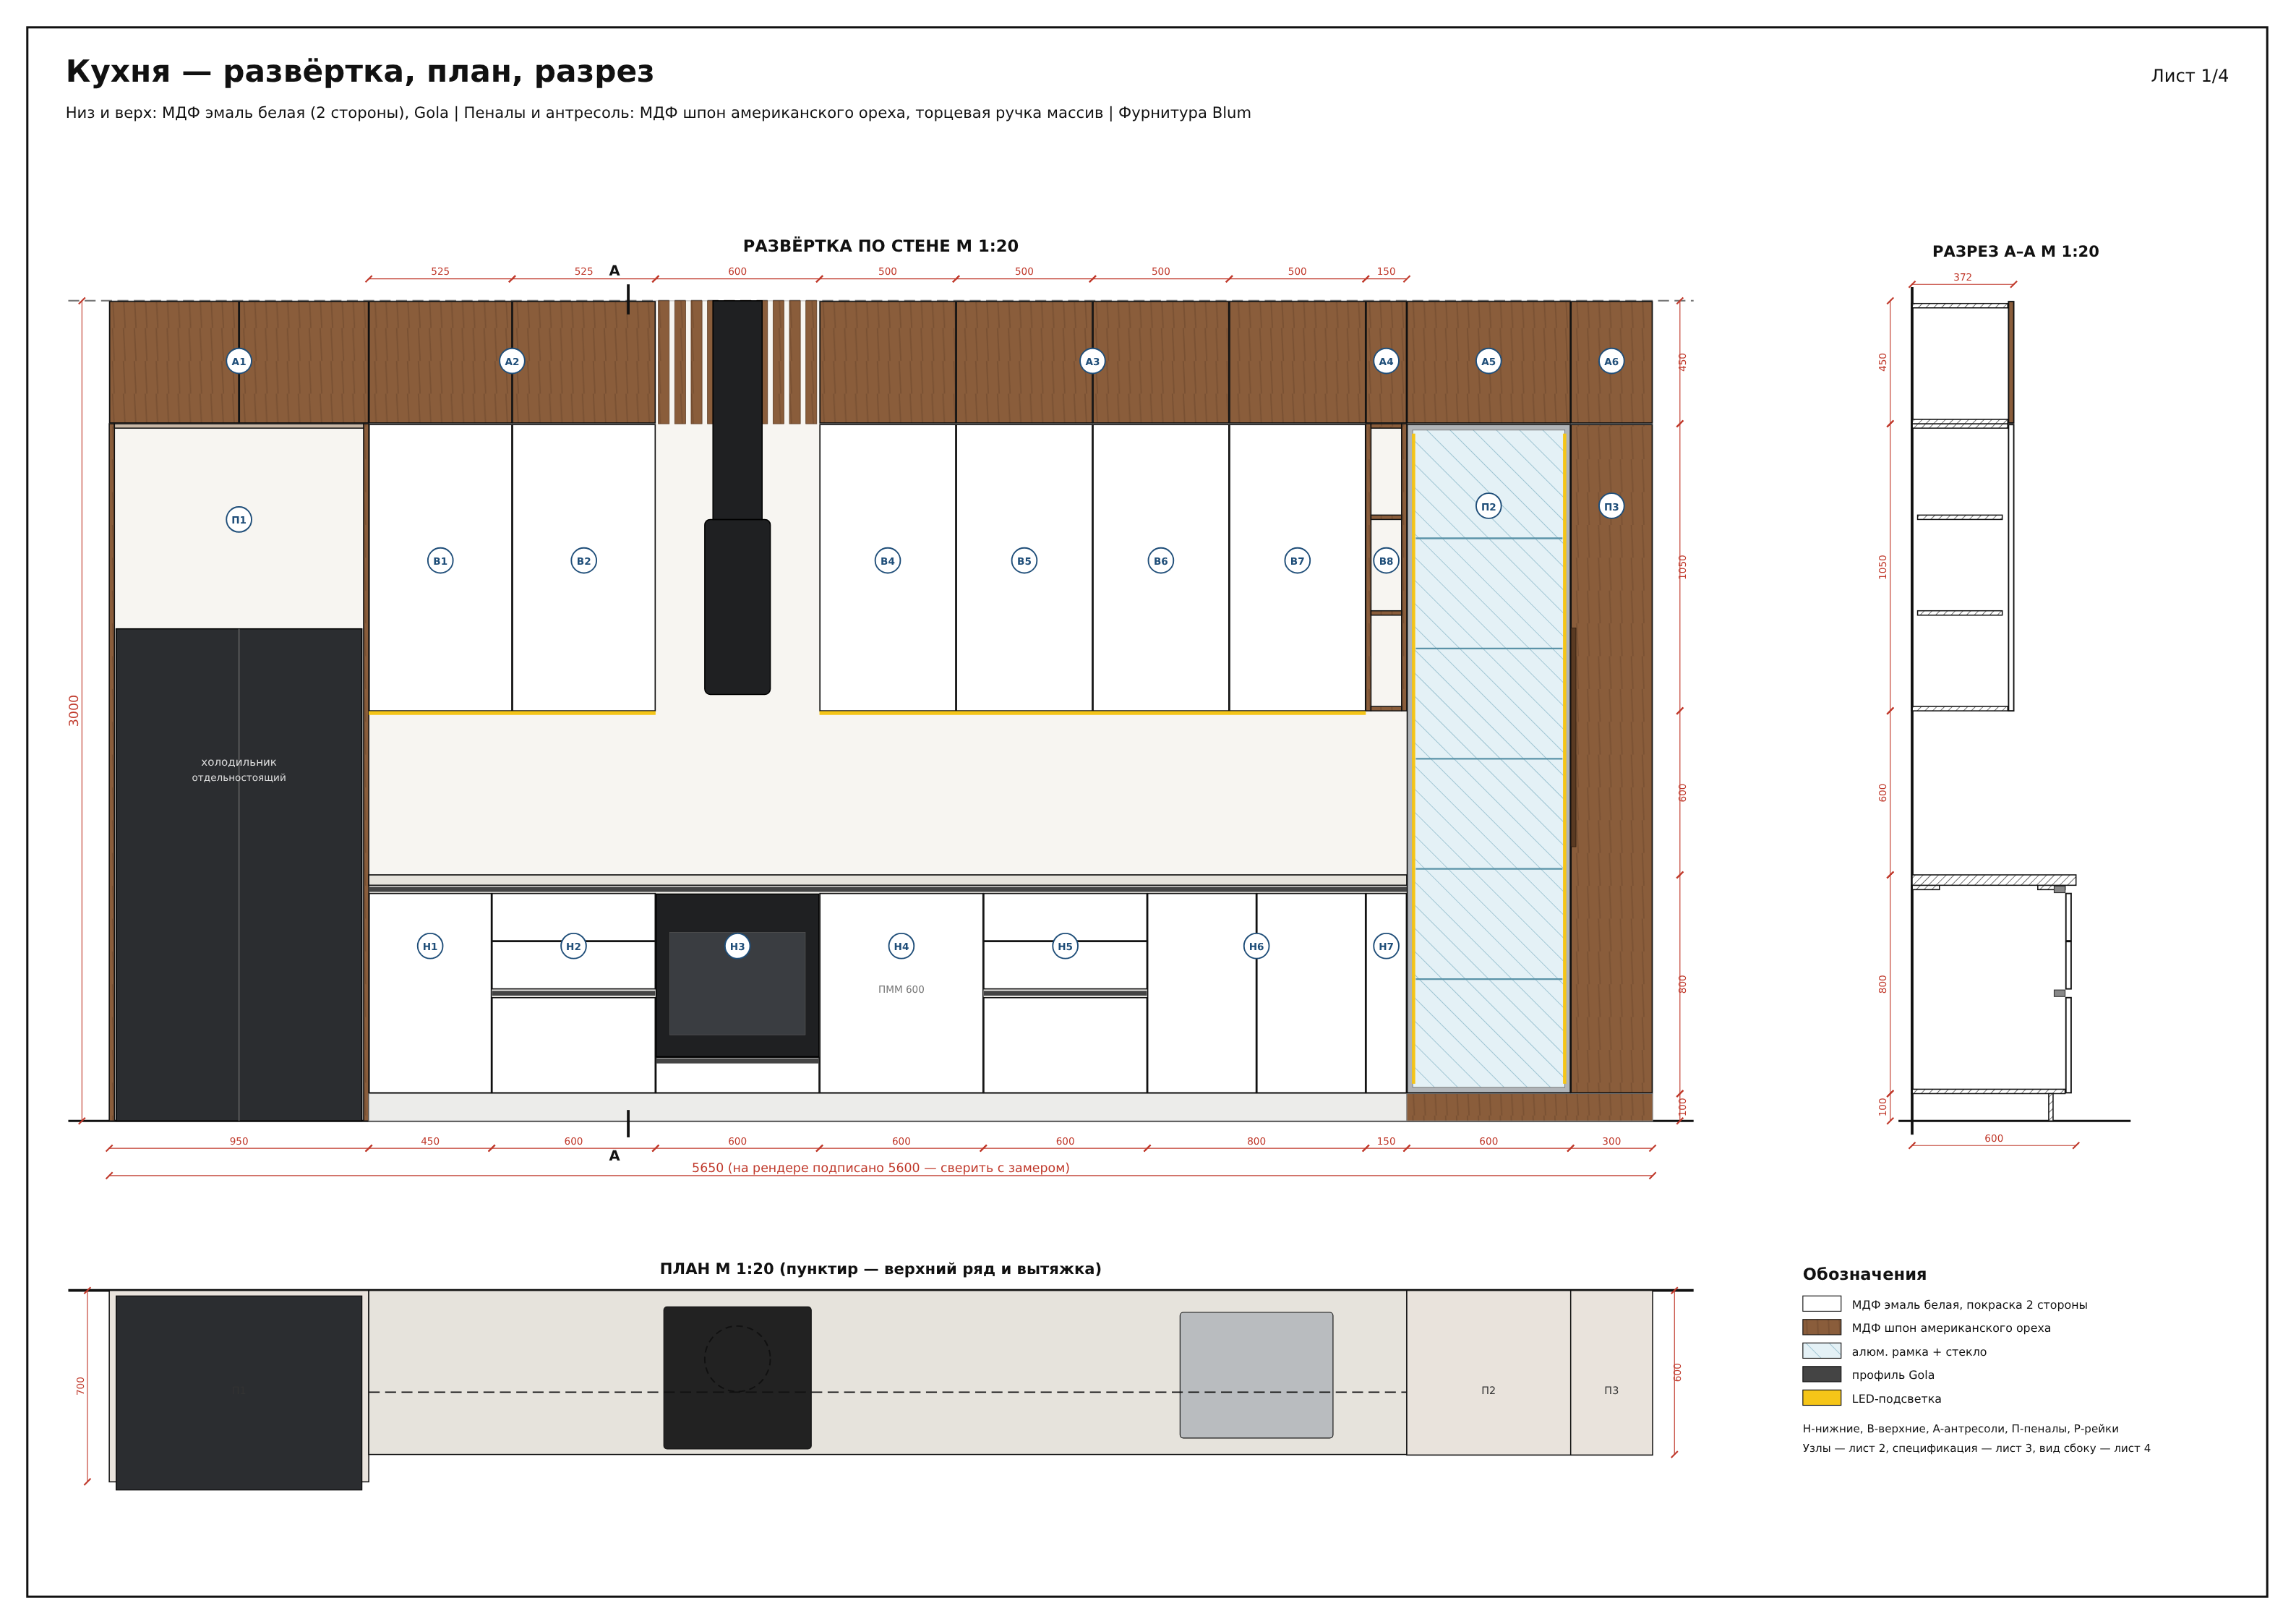 Кухня — развёртка, план, разрез
Лист 1/4
Низ и верх: МДФ эмаль белая (2 стороны), Gola | Пеналы и антресоль: МДФ шпон американского ореха, торцевая ручка массив | Фурнитура Blum
РАЗВЁРТКА ПО СТЕНЕ М 1:20
525 525 А 600 500 500 500 500 150
А1 А2 А3 А4 А5 А6
П1 В1 В2 В4 В5 В6 В7 В8 П2 П3
холодильник
отдельностоящий
Н1 Н2 Н3 Н4 Н5 Н6 Н7
ПММ 600
3000
450
1050
600
800
100
950 450 600 600 600 600 800 150 600 300
А
5650 (на рендере подписано 5600 — сверить с замером)
РАЗРЕЗ А–А М 1:20
372
450
1050
600
800
100
600
ПЛАН М 1:20 (пунктир — верхний ряд и вытяжка)
700
П2 П3
600
Обозначения
МДФ эмаль белая, покраска 2 стороны
МДФ шпон американского ореха
алюм. рамка + стекло
профиль Gola
LED-подсветка
Н-нижние, В-верхние, А-антресоли, П-пеналы, Р-рейки
Узлы — лист 2, спецификация — лист 3, вид сбоку — лист 4